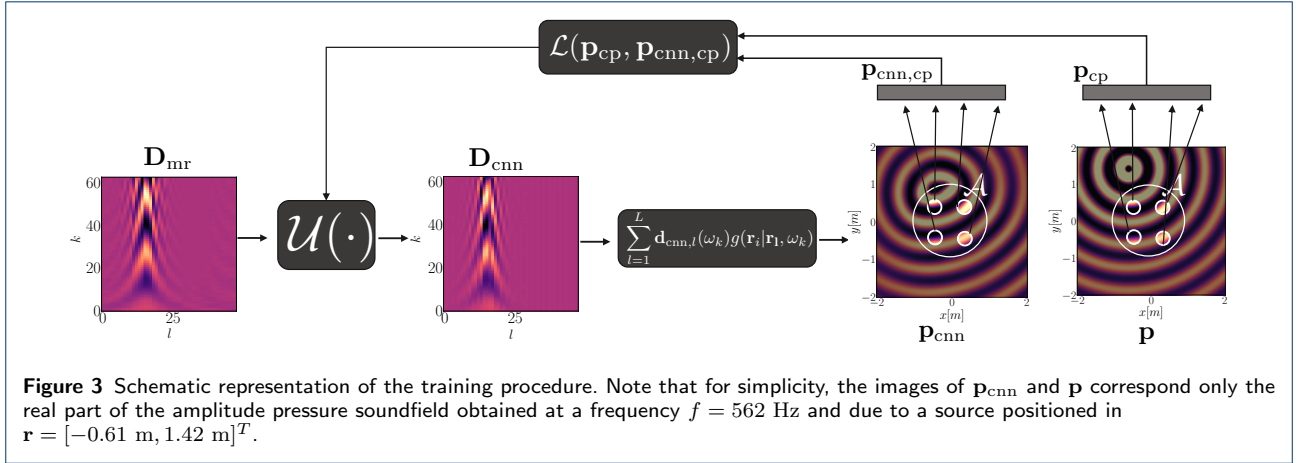 ℒ(p_cp, p_cnn,cp)
p_cnn,cp
p_cp
D_mr
D_cnn
60
40
20
0
k
0
25
l
𝒰(·)
60
40
20
0
k
0
25
l
∑_{l=1}^{L} d_{cnn,l}(ω_k)g(r_i|r_l, ω_k)
2
1
0
−1
−2
y[m]
−2
0
2
x[m]
𝒜
p_cnn
2
1
0
−1
−2
y[m]
−2
0
2
x[m]
𝒜
p
Figure 3 Schematic representation of the training procedure. Note that for simplicity, the images of p_cnn and p correspond only the
real part of the amplitude pressure soundfield obtained at a frequency f = 562 Hz and due to a source positioned in
r = [−0.61 m, 1.42 m]^T.